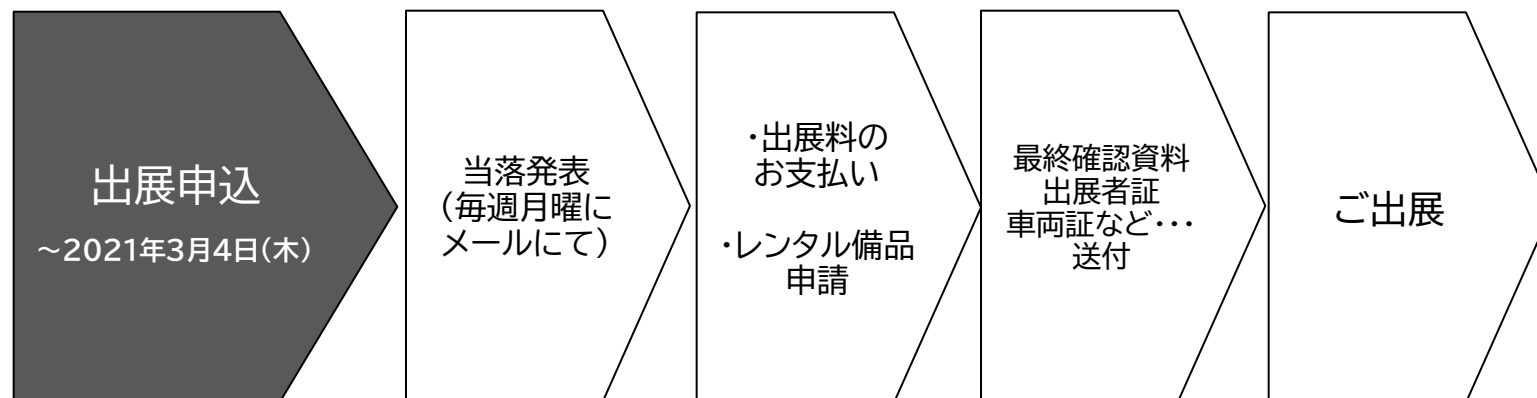 出展申込
～2021年3月4日(木)
当落発表
(毎週月曜に
メールにて)
・出展料の
お支払い
・レンタル備品
申請
最終確認資料
出展者証
車両証など・・・
送付
ご出展